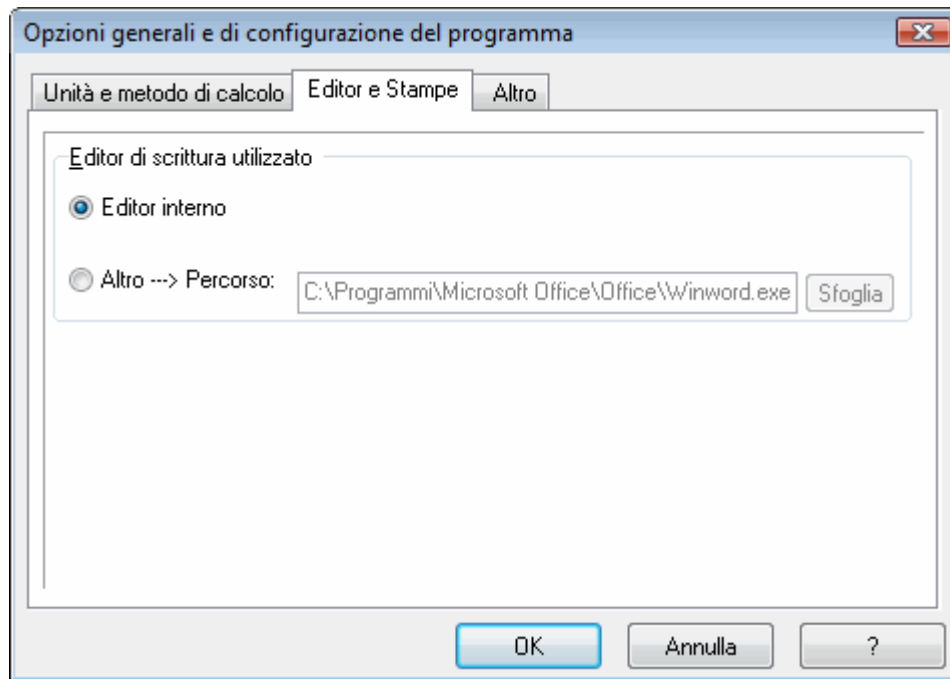 Opzioni generali e di configurazione del programma
Unità e metodo di calcolo Editor e Stampe Altro
Editor di scrittura utilizzato
Editor interno
Altro ---> Percorso: C:\Programmi\Microsoft Office\Office\Winword.exe Sfoglia
OK Annulla ?